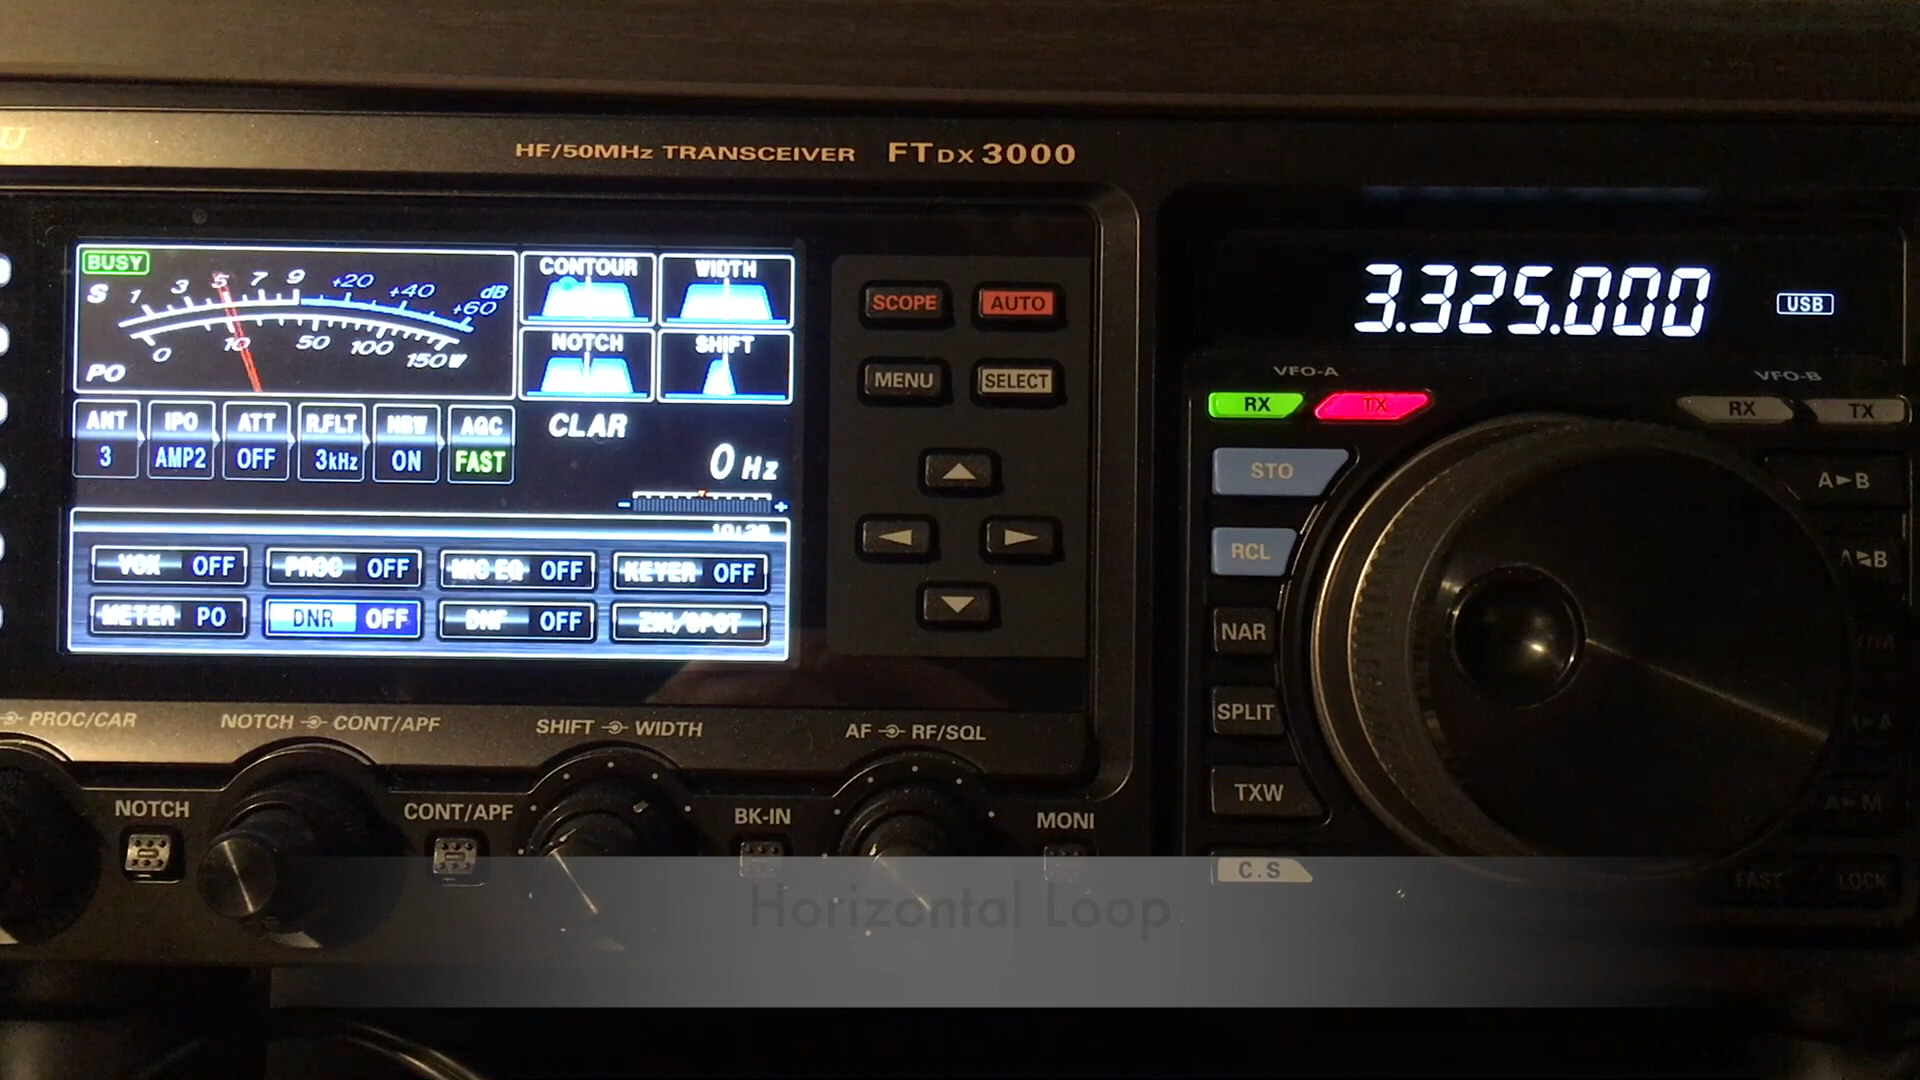 U
HF/50MHz TRANSCEIVER FTDX3000
BUSY
S 1 3 5 7 9 +20 +40 +60 dB
0 10 50 100 150 W
PO
CONTOUR WIDTH
NOTCH SHIFT
ANT IPO ATT R.FLT NBW AGC
3 AMP2 OFF 3kHz ON FAST
CLAR
0 Hz
- +
VOX OFF PROC OFF MIC EQ OFF KEYER OFF
METER PO DNR OFF DNF OFF ZIN/SPOT
SCOPE AUTO
MENU SELECT
3.325.000 USB
VFO-A VFO-B
RX TX RX TX
STO A►B
RCL A◄B
NAR
SPLIT
TXW A►M
C.S FAST LOCK
PROC/CAR NOTCH CONT/APF SHIFT WIDTH AF RF/SQL
NOTCH CONT/APF BK-IN MONI
Horizontal Loop